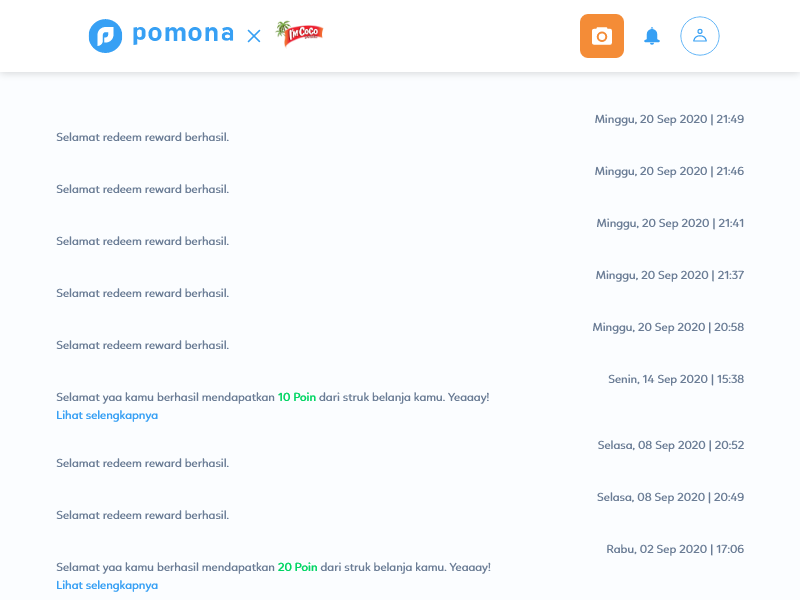 pomona
I'M COCO
Minggu, 20 Sep 2020 | 21:49
Selamat redeem reward berhasil.
Minggu, 20 Sep 2020 | 21:46
Selamat redeem reward berhasil.
Minggu, 20 Sep 2020 | 21:41
Selamat redeem reward berhasil.
Minggu, 20 Sep 2020 | 21:37
Selamat redeem reward berhasil.
Minggu, 20 Sep 2020 | 20:58
Selamat redeem reward berhasil.
Senin, 14 Sep 2020 | 15:38
Selamat yaa kamu berhasil mendapatkan 10 Poin dari struk belanja kamu. Yeaaay!
Lihat selengkapnya
Selasa, 08 Sep 2020 | 20:52
Selamat redeem reward berhasil.
Selasa, 08 Sep 2020 | 20:49
Selamat redeem reward berhasil.
Rabu, 02 Sep 2020 | 17:06
Selamat yaa kamu berhasil mendapatkan 20 Poin dari struk belanja kamu. Yeaaay!
Lihat selengkapnya